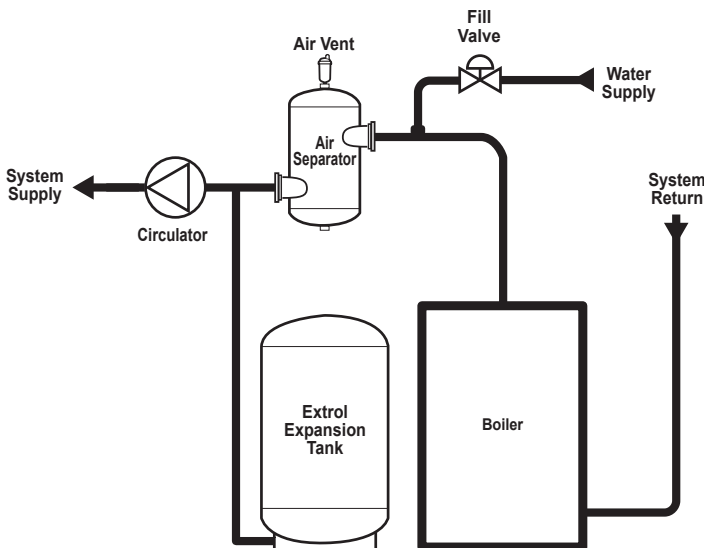 Fill
Valve
Air Vent
Water
Supply
Air
Separator
System
Supply
System
Return
Circulator
Extrol
Expansion
Tank
Boiler